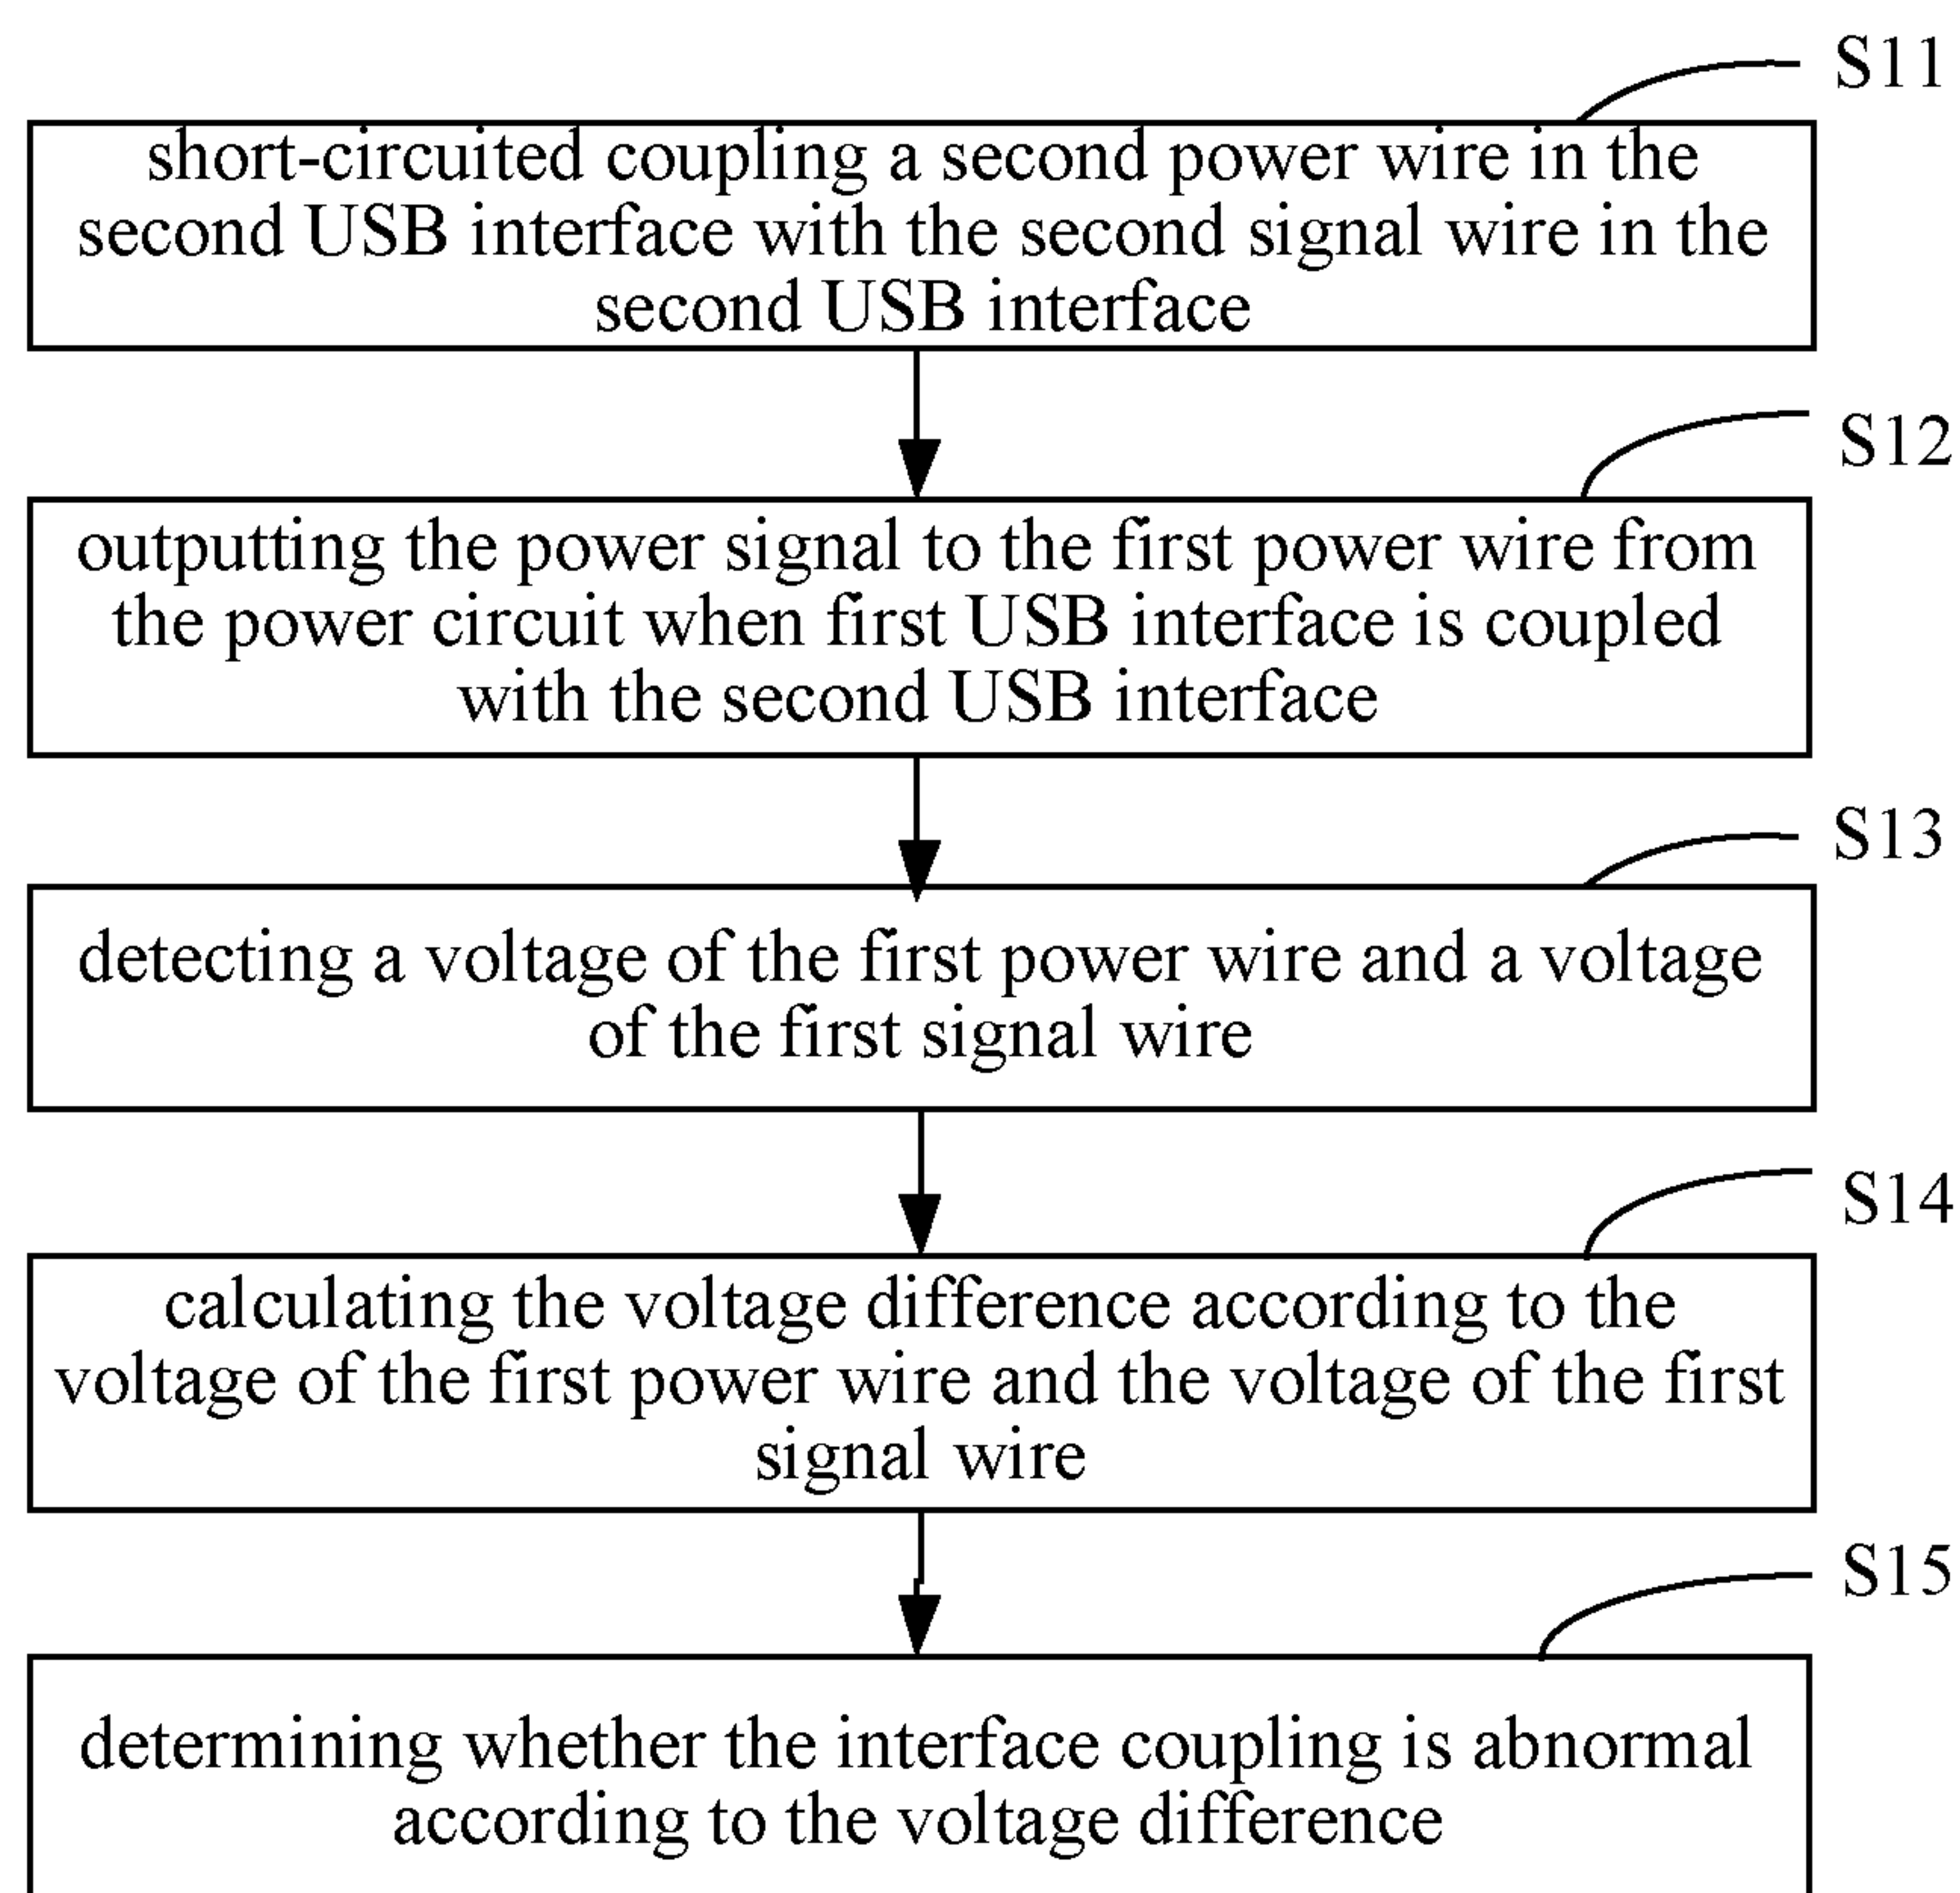 S11
short-circuited coupling a second power wire in the
second USB interface with the second signal wire in the
second USB interface
S12
outputting the power signal to the first power wire from
the power circuit when first USB interface is coupled
with the second USB interface
S13
detecting a voltage of the first power wire and a voltage
of the first signal wire
S14
calculating the voltage difference according to the
voltage of the first power wire and the voltage of the first
signal wire
S15
determining whether the interface coupling is abnormal
according to the voltage difference